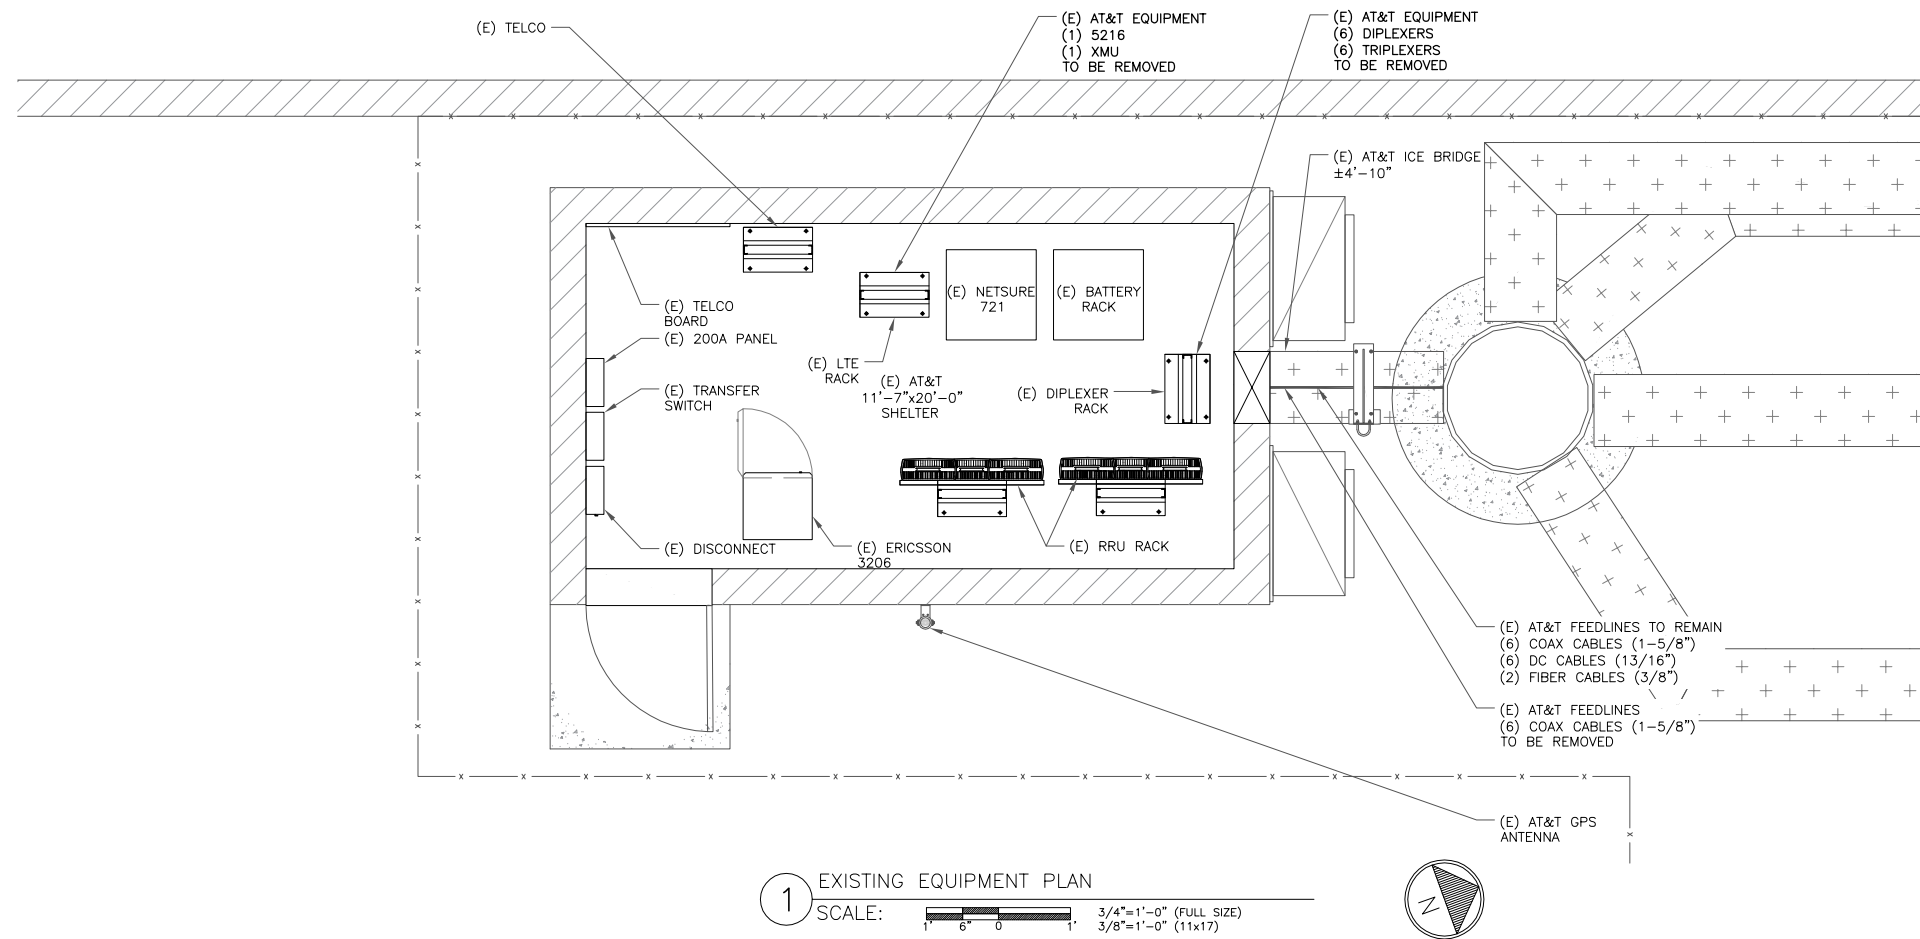 (E) TELCO
(E) AT&T EQUIPMENT
(1) 5216
(1) XMU
TO BE REMOVED
(E) AT&T EQUIPMENT
(6) DIPLEXERS
(6) TRIPLEXERS
TO BE REMOVED
(E) AT&T ICE BRIDGE
±4'-10"
(E) TELCO
BOARD
(E) 200A PANEL
(E) TRANSFER
SWITCH
(E) NETSURE
721
(E) BATTERY
RACK
(E) LTE
RACK
(E) AT&T
11'-7"x20'-0"
SHELTER
(E) DIPLEXER
RACK
(E) DISCONNECT
(E) ERICSSON
3206
(E) RRU RACK
(E) AT&T FEEDLINES TO REMAIN
(6) COAX CABLES (1-5/8")
(6) DC CABLES (13/16")
(2) FIBER CABLES (3/8")
(E) AT&T FEEDLINES
(6) COAX CABLES (1-5/8")
TO BE REMOVED
(E) AT&T GPS
ANTENNA
1
EXISTING EQUIPMENT PLAN
SCALE:
1' 6" 0 1'
3/4"=1'-0" (FULL SIZE)
3/8"=1'-0" (11x17)
N